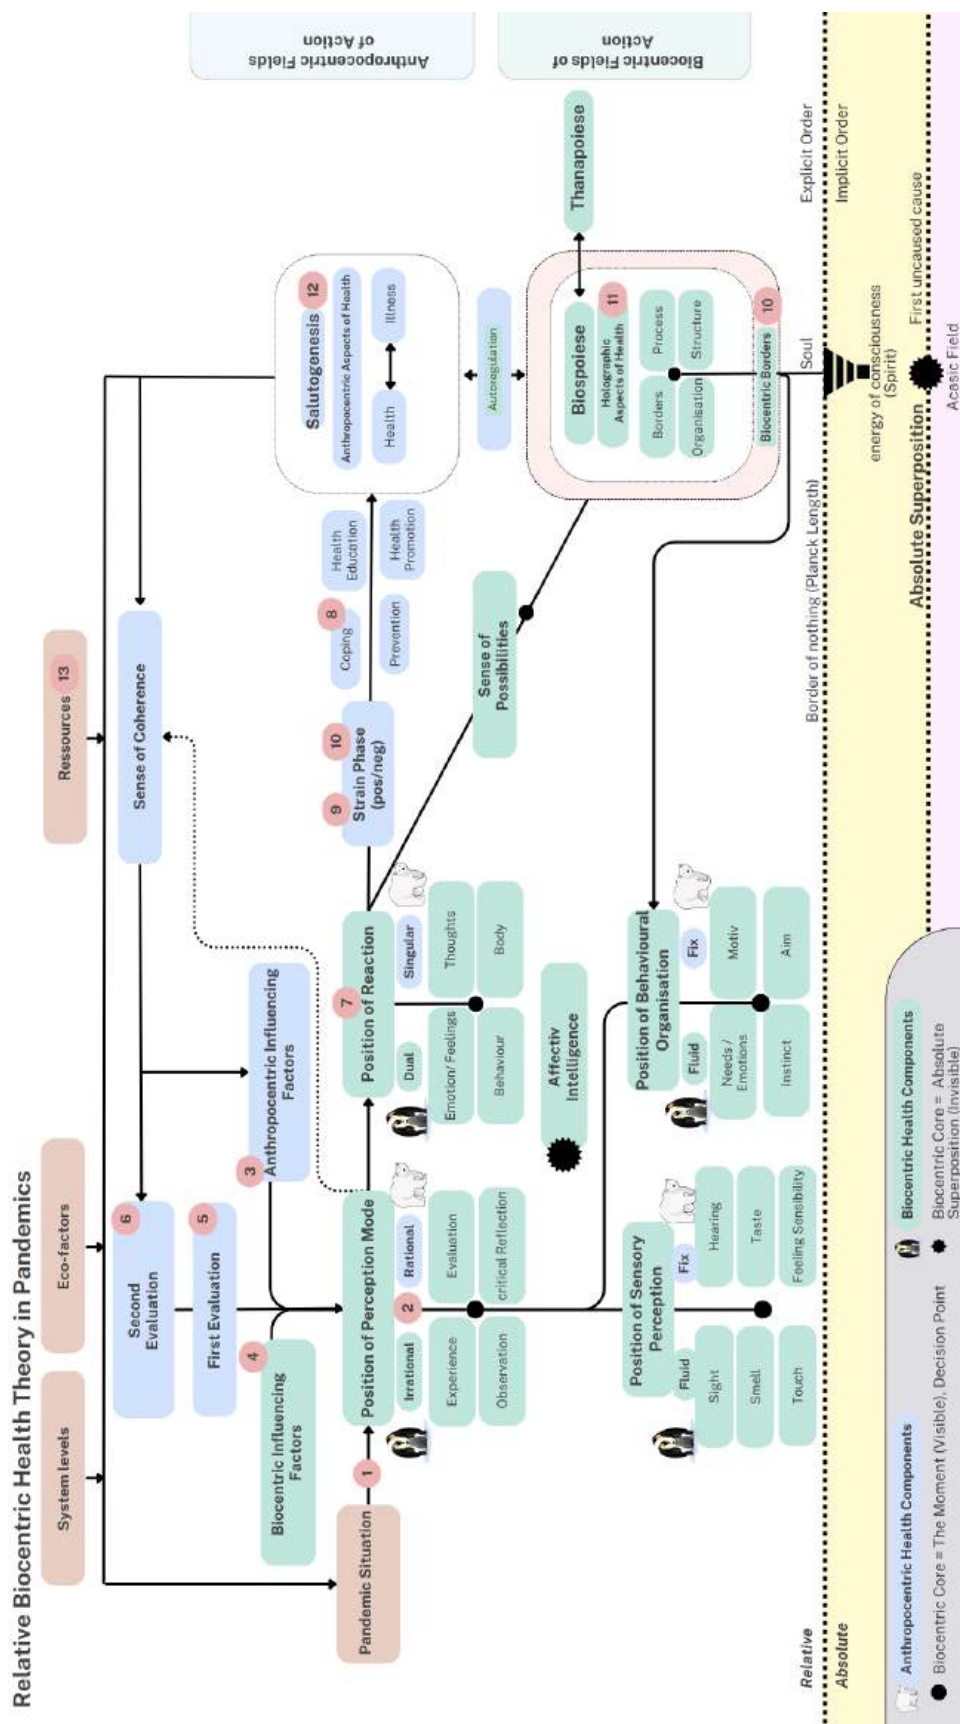 Relative Biocentric Health Theory in Pandemics
System levels
Eco-factors
Ressources 13
Second
Evaluation
6
First Evaluation
5
Sense of Coherence
Biocentric Influencing
Factors
4
3
Anthropocentric Influencing
Factors
Pandemic Situation
1
Position of Perception Mode
Irrational
2
Rational
Experience
Evaluation
Observation
critical Reflection
Position of Reaction
7
Dual
Singular
Emotion/ Feelings
Thoughts
Behaviour
Body
Strain Phase
(pos/neg)
9
10
Coping
8
Health
Education
Prevention
Health
Promotion
Salutogenesis
12
Anthropocentric Aspects of Health
Health
Illness
Autoregulation
Anthropocentric Fields
of Action
Biocentric Fields of
Action
Sense of
Possibilities
Biospoiese
Holographic
Aspects of Health
11
Borders
Process
Organisation
Structure
Biocentric Borders
10
Thanapoiese
Affectiv
Intelligence
Position of Sensory
Perception
Fluid
Fix
Sight
Hearing
Smell
Taste
Touch
Feeling Sensibility
Position of Behavioural
Organisation
Fluid
Fix
Needs /
Emotions
Motiv
Instinct
Aim
Relative
Border of nothing (Planck Length)
Soul
Explicit Order
Absolute
Implicit Order
energy of consciousness
(Spirit)
Absolute Superposition
First uncaused cause
Acasic Field
Anthropocentric Health Components
Biocentric Health Components
Biocentric Core = The Moment (Visible), Decision Point
Biocentric Core = Absolute
Superposition (Invisible)